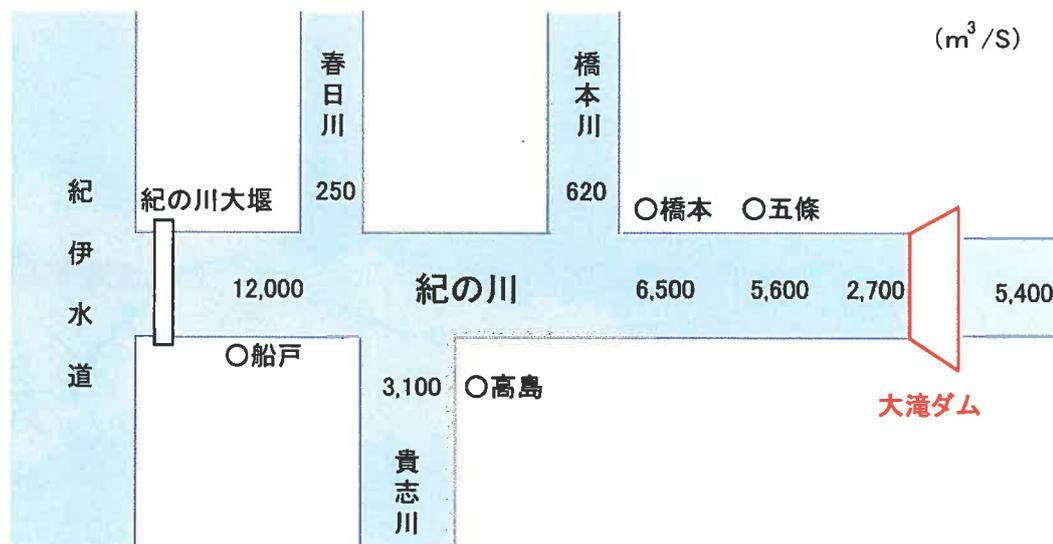 (m³/S)
春日川
橋本川
紀伊水道
紀の川大堰
250
620
○橋本
○五條
12,000
紀の川
6,500
5,600
2,700
5,400
○船戸
3,100
○高島
大滝ダム
貴志川